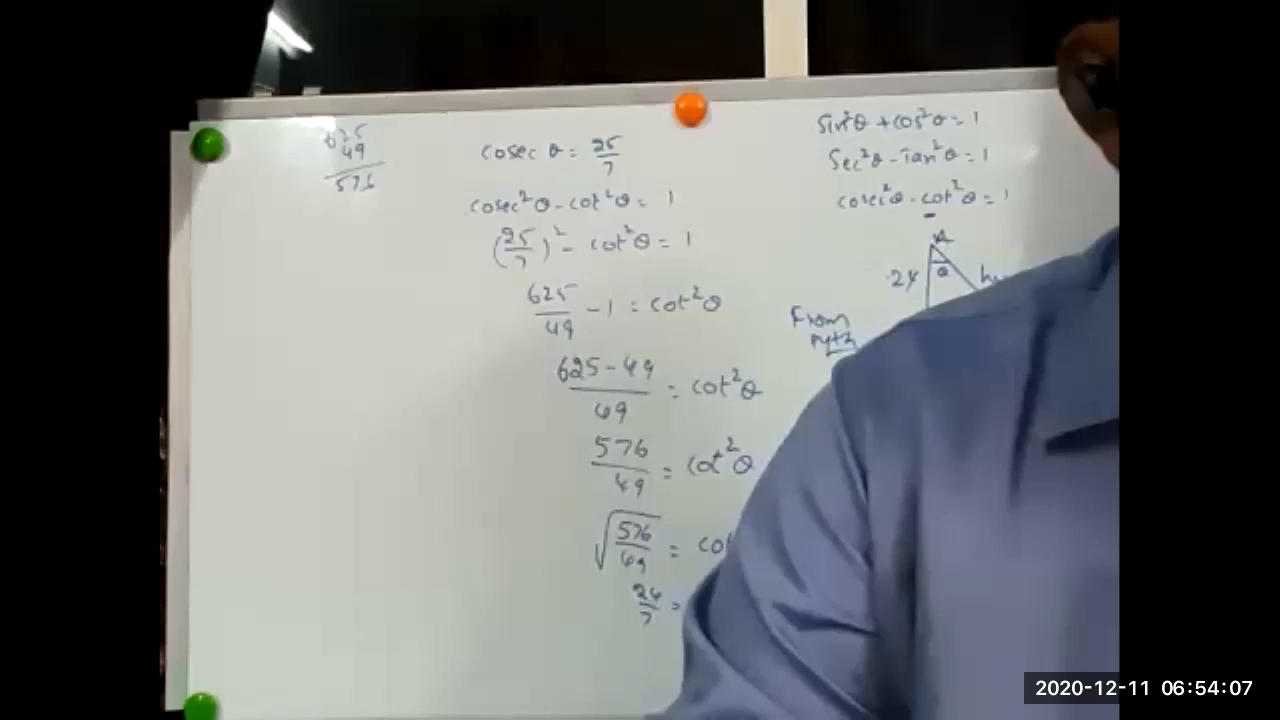 625
49
576
cosec θ = 25/7
cosec²θ - cot²θ = 1
(25/7)² - cot²θ = 1
625/49 - 1 = cot²θ
625-49/49 = cot²θ
576/49 = cot²θ
√576/49 = cot
24/7 =
Sin²θ + cos²θ = 1
Sec²θ - Tan²θ = 1
cosec²θ - cot²θ = 1
A
24 θ
From
2020-12-11 06:54:07